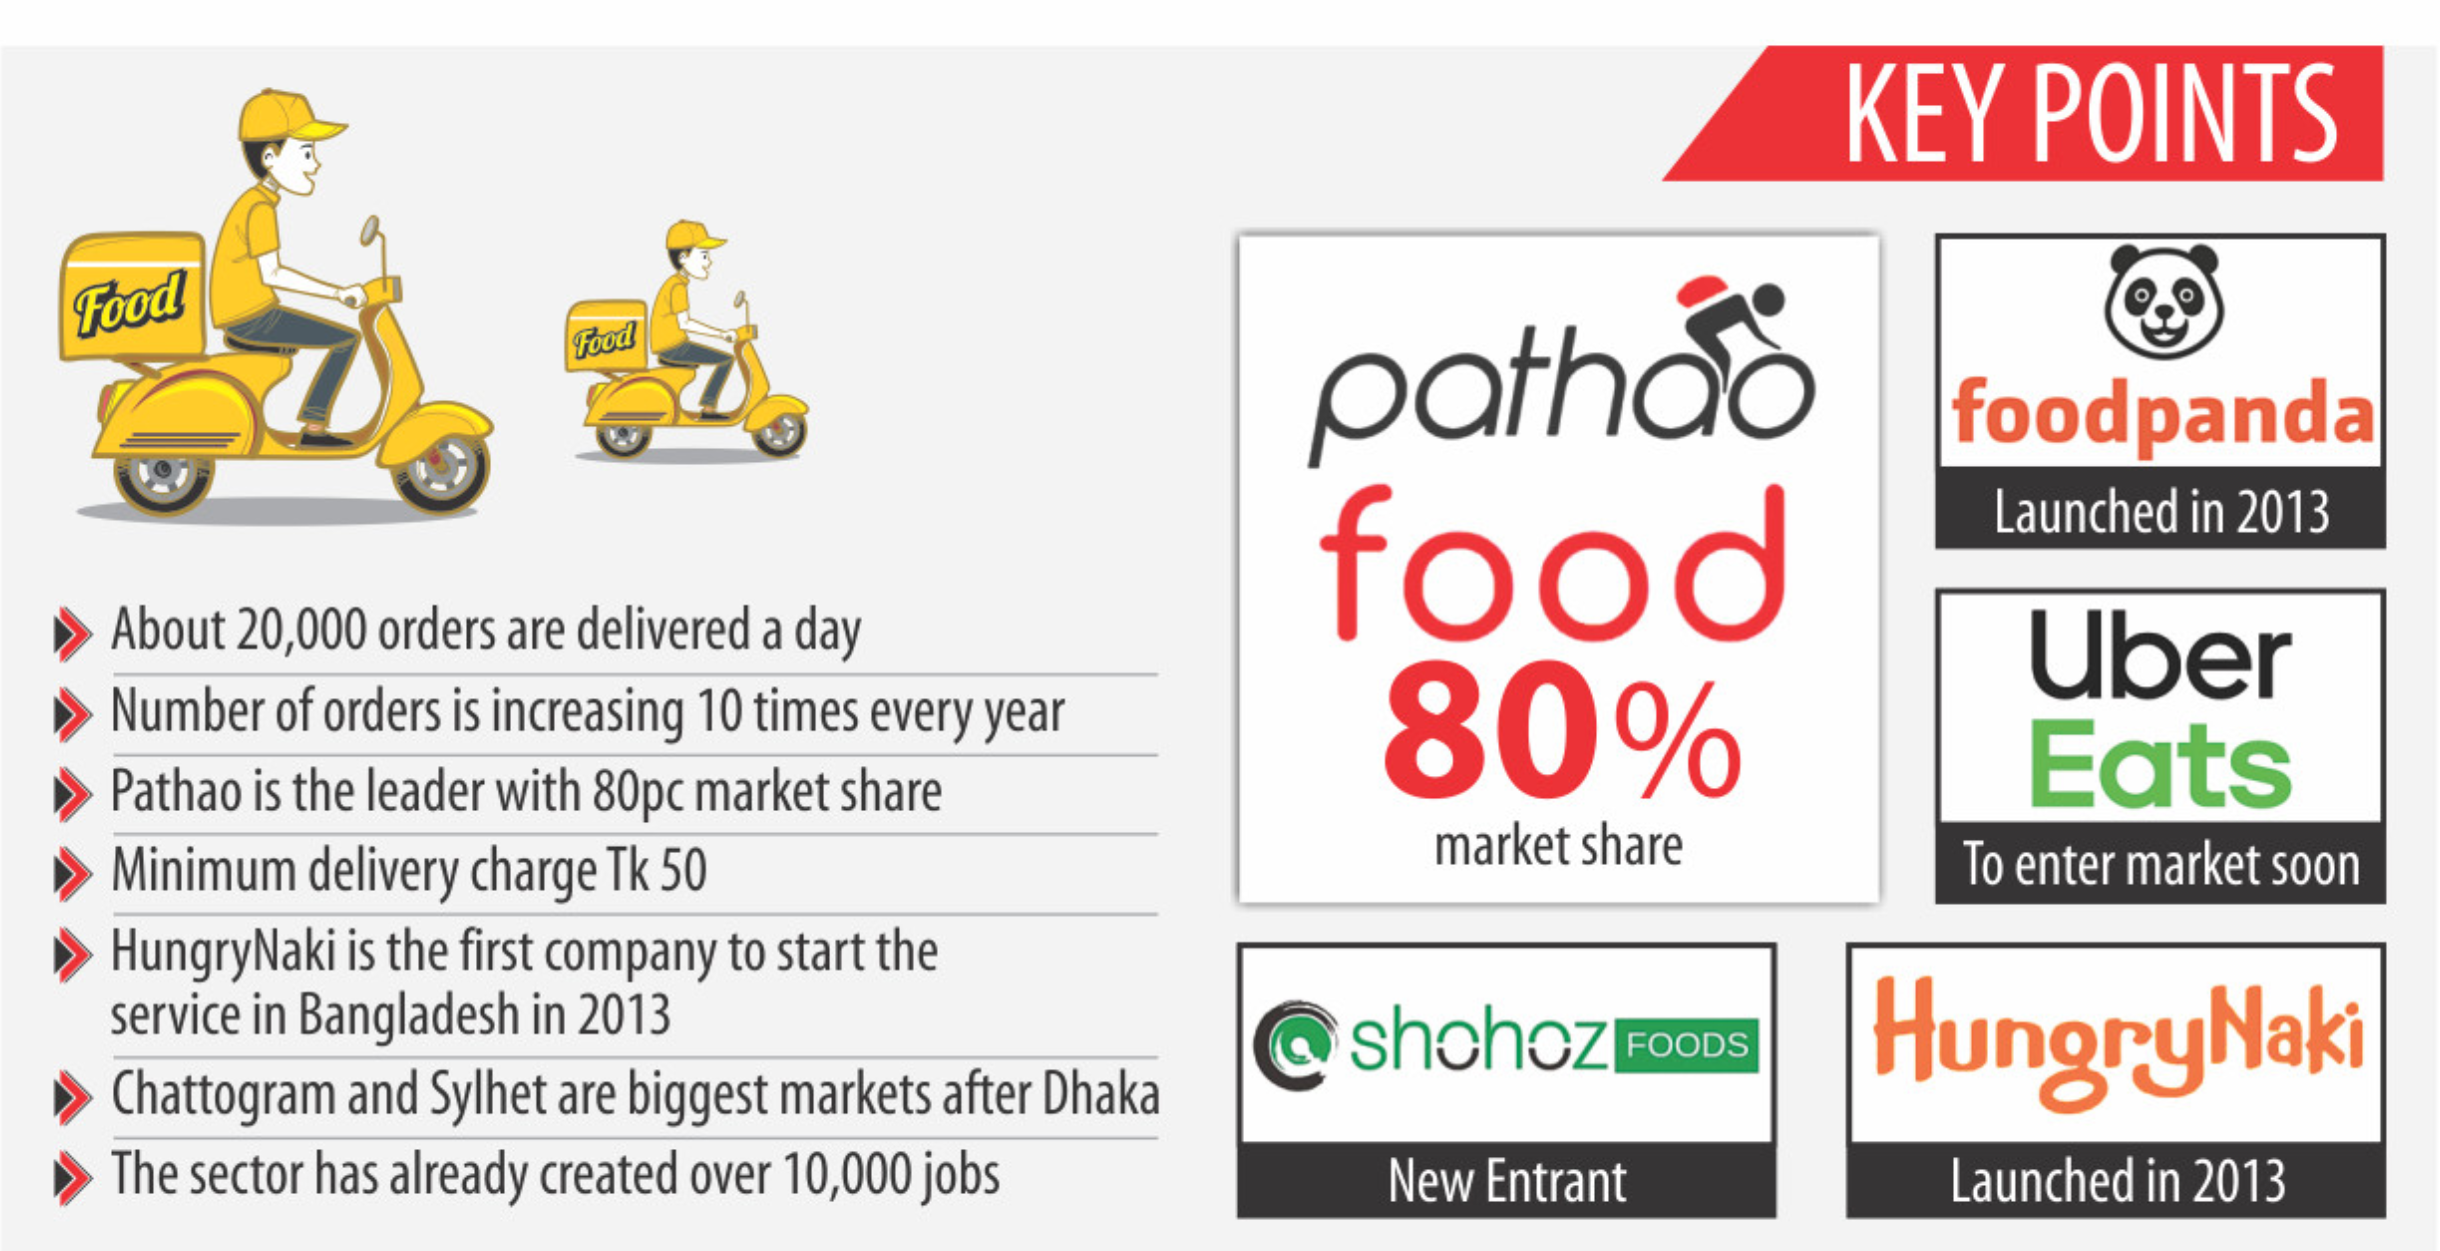 KEY POINTS
Food
Food
About 20,000 orders are delivered a day
Number of orders is increasing 10 times every year
Pathao is the leader with 80pc market share
Minimum delivery charge Tk 50
HungryNaki is the first company to start the
service in Bangladesh in 2013
Chattogram and Sylhet are biggest markets after Dhaka
The sector has already created over 10,000 jobs
pathao
food
80%
market share
foodpanda
Launched in 2013
Uber
Eats
To enter market soon
shohoz FOODS
New Entrant
HungryNaki
Launched in 2013